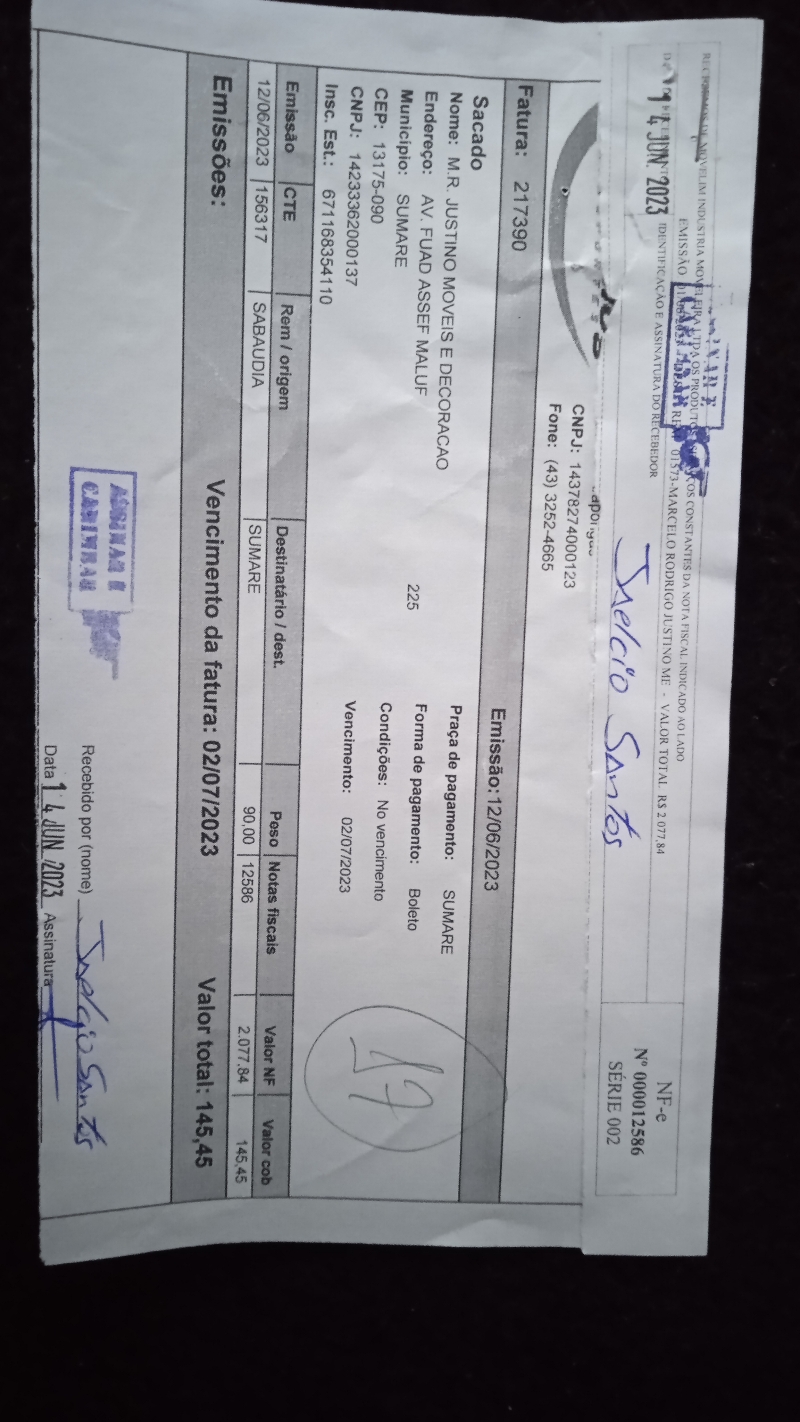 RECEBEMOS DE MOVELIM INDUSTRIA MOVELEIRA LTDA OS PRODUTOS CONSTANTES DA NOTA FISCAL INDICADO AO LADO
EMISSÃO 01573-MARCELO RODRIGO JUSTINO ME - VALOR TOTAL R$ 2.077,84
14 JUN. 2023 IDENTIFICAÇÃO E ASSINATURA DO RECEBEDOR
CARIMBAR
Santos
NF-e
Nº 000012586
SÉRIE 002
CNPJ: 14378274000123
Fone: (43) 3252-4665
Fatura: 217390 Emissão: 12/06/2023
Sacado
Nome: M.R. JUSTINO MOVEIS E DECORACAO Praça de pagamento: SUMARE
Endereço: AV. FUAD ASSEF MALUF 225 Forma de pagamento: Boleto
Municipio: SUMARE Condições: No vencimento
CEP: 13175-090 Vencimento: 02/07/2023
CNPJ: 14233362000137
Insc. Est.: 671168354110
17
Emissão CTE Rem / origem Destinatário / dest. Peso Notas fiscais Valor NF Valor cob
12/06/2023 156317 SABAUDIA SUMARE 90,00 12586 2.077,84 145,45
Emissões: Vencimento da fatura: 02/07/2023 Valor total: 145,45
ASSINAR E
CARIMBAR
Recebido por (nome) Santos
Data 14 JUN 2023 Assinatura